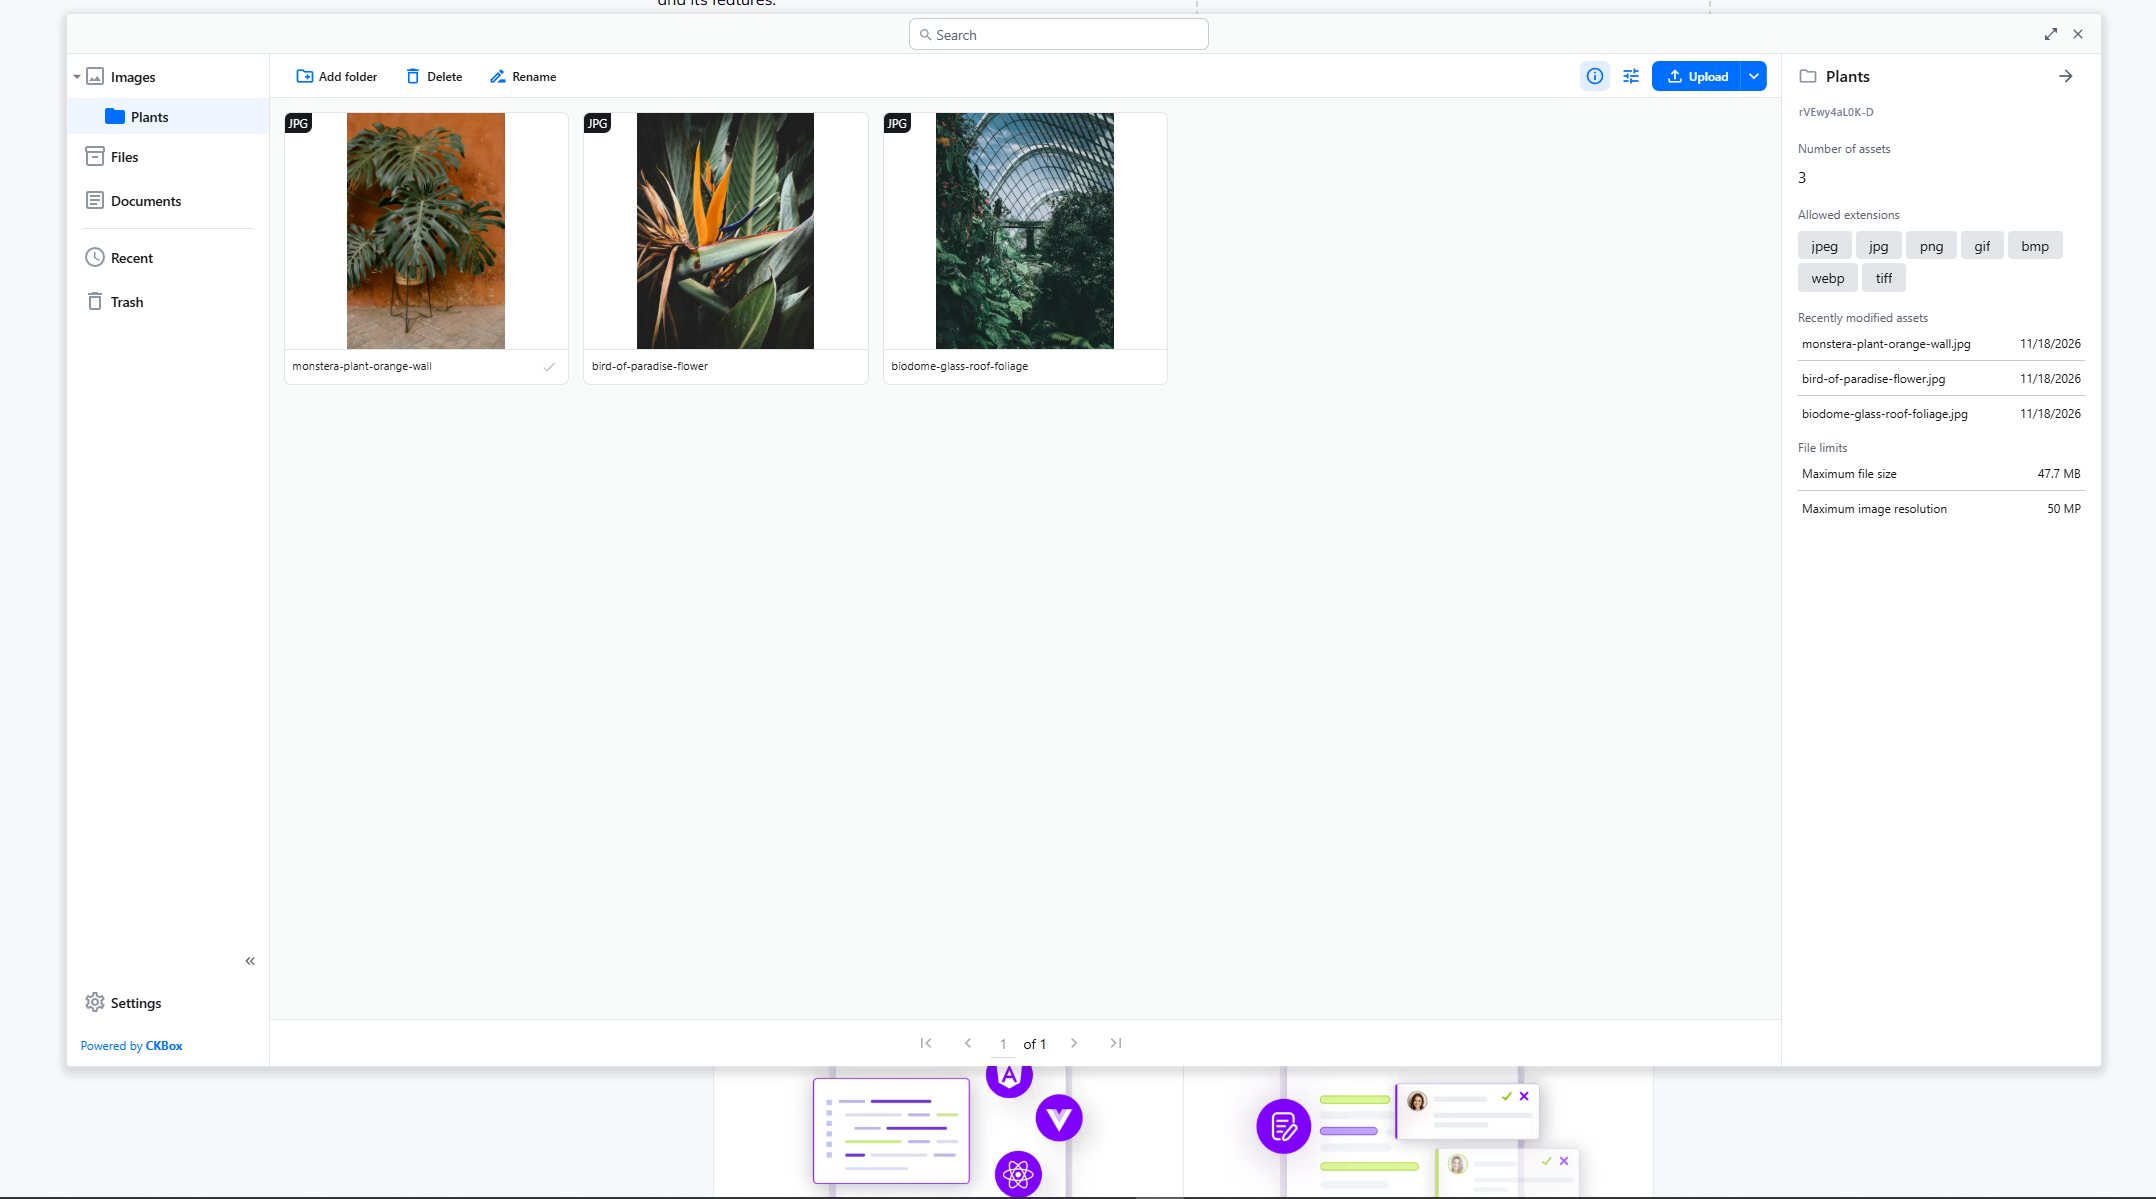 and its features.
Search
Images
Plants
Files
Documents
Recent
Trash
Settings
Powered by CKBox
Add folder
Delete
Rename
Upload
JPG
monstera-plant-orange-wall
JPG
bird-of-paradise-flower
JPG
biodome-glass-roof-foliage
1 of 1
Plants
rVEwy4aL0K-D
Number of assets
3
Allowed extensions
jpeg jpg png gif bmp
webp tiff
Recently modified assets
monstera-plant-orange-wall.jpg 11/18/2026
bird-of-paradise-flower.jpg 11/18/2026
biodome-glass-roof-foliage.jpg 11/18/2026
File limits
Maximum file size 47.7 MB
Maximum image resolution 50 MP